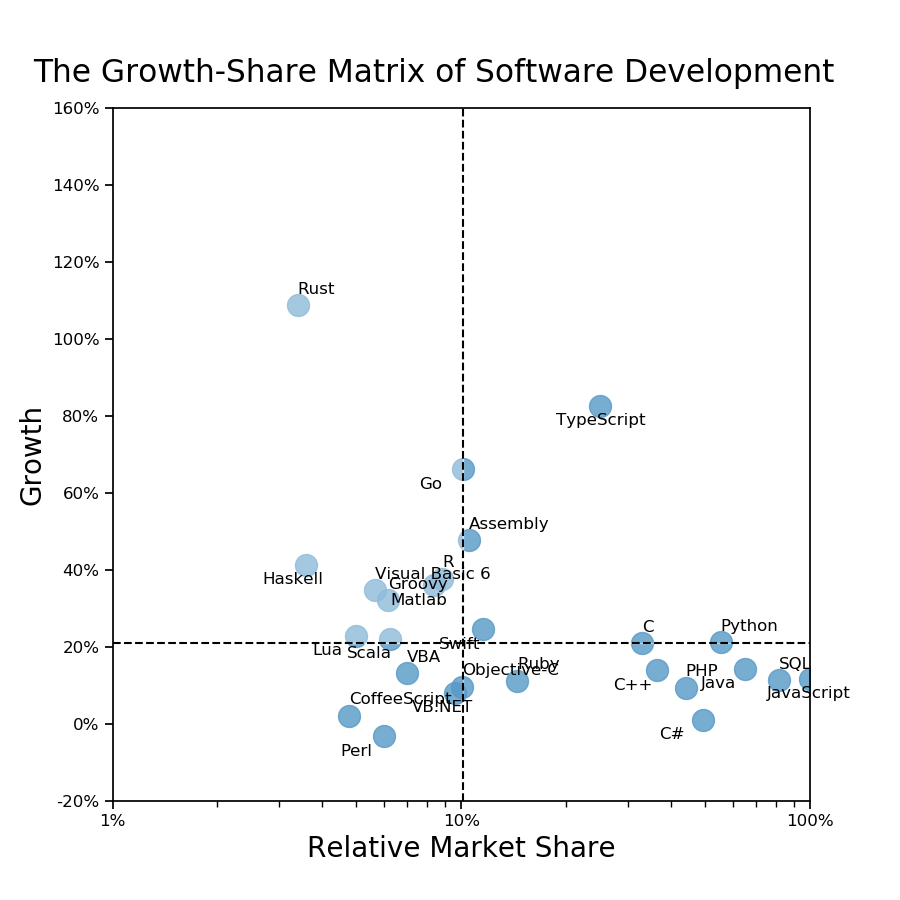 The Growth-Share Matrix of Software Development
160%
140%
120%
Rust
100%
80%
TypeScript
Growth
60%
Go
Assembly
40%
R
Visual Basic 6
Haskell
Groovy
Matlab
Python
C
20%
Swift
Lua
Scala
VBA
Ruby
SQL
Objective-C
PHP
C++
Java
JavaScript
CoffeeScript
VB.NET
0%
C#
Perl
-20%
1%
10%
100%
Relative Market Share